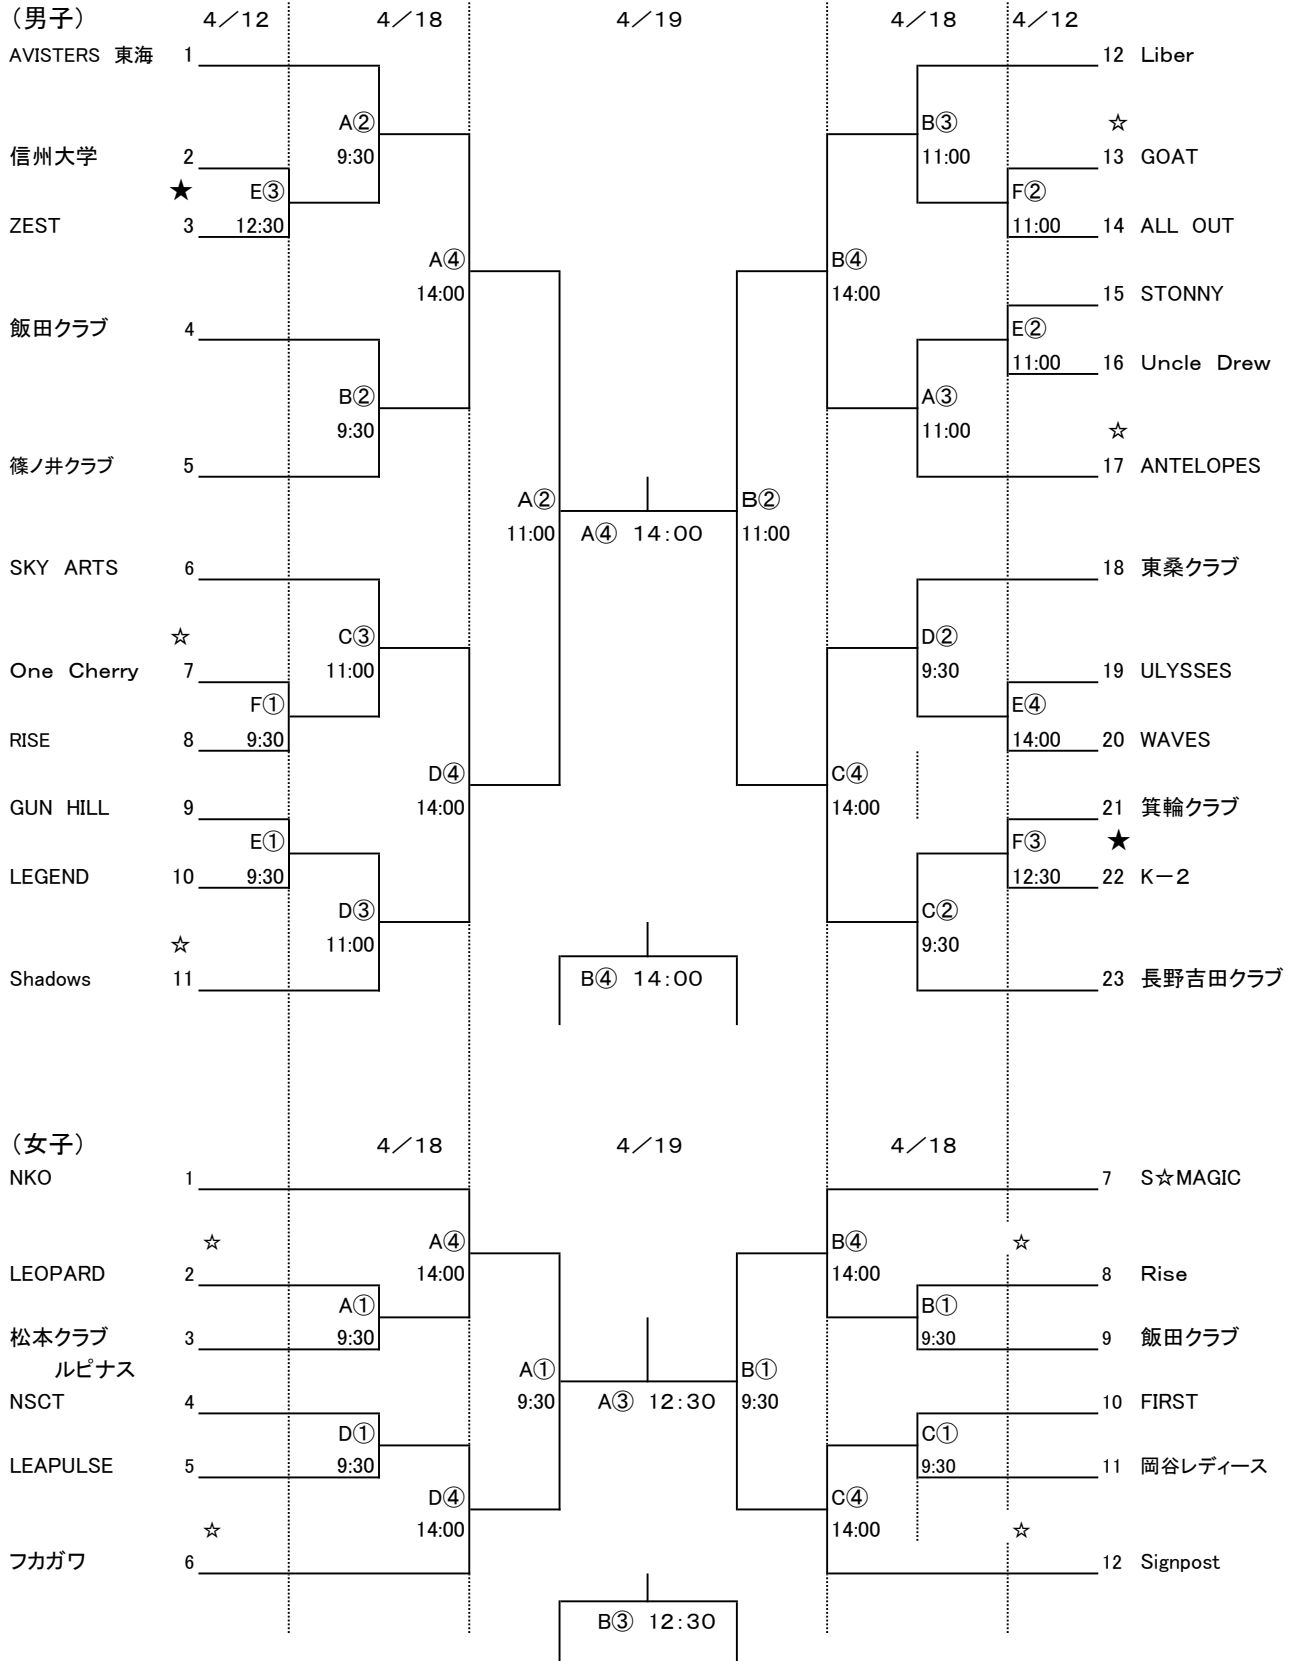 （男子） 4／12 4／18 4／19 4／18 4／12
AVISTERS 東海 1 12 Liber
A② B③ ☆
信州大学 2 9:30 11:00 13 GOAT
★ E③ F②
ZEST 3 12:30 11:00 14 ALL OUT
A④ B④
14:00 14:00 15 STONNY
飯田クラブ 4 E②
11:00 16 Uncle Drew
B② A③
9:30 11:00 ☆
篠ノ井クラブ 5 17 ANTELOPES
A② B②
11:00 A④ 14:00 11:00
SKY ARTS 6 18 東桑クラブ
☆ C③ D②
One Cherry 7 11:00 9:30 19 ULYSSES
F① E④
RISE 8 9:30 14:00 20 WAVES
D④ C④
GUN HILL 9 14:00 14:00 21 箕輪クラブ
E① F③ ★
LEGEND 10 9:30 12:30 22 K－2
D③ C②
☆ 11:00 9:30
Shadows 11 B④ 14:00 23 長野吉田クラブ
（女子） 4／18 4／19 4／18
NKO 1 7 S☆MAGIC
☆ A④ B④ ☆
LEOPARD 2 14:00 14:00 8 Rise
A① B①
松本クラブ 3 9:30 9:30 9 飯田クラブ
ルピナス A① B①
NSCT 4 9:30 A③ 12:30 9:30 10 FIRST
D① C①
LEAPULSE 5 9:30 9:30 11 岡谷レディース
D④ C④
☆ 14:00 14:00 ☆
フカガワ 6 12 Signpost
B③ 12:30